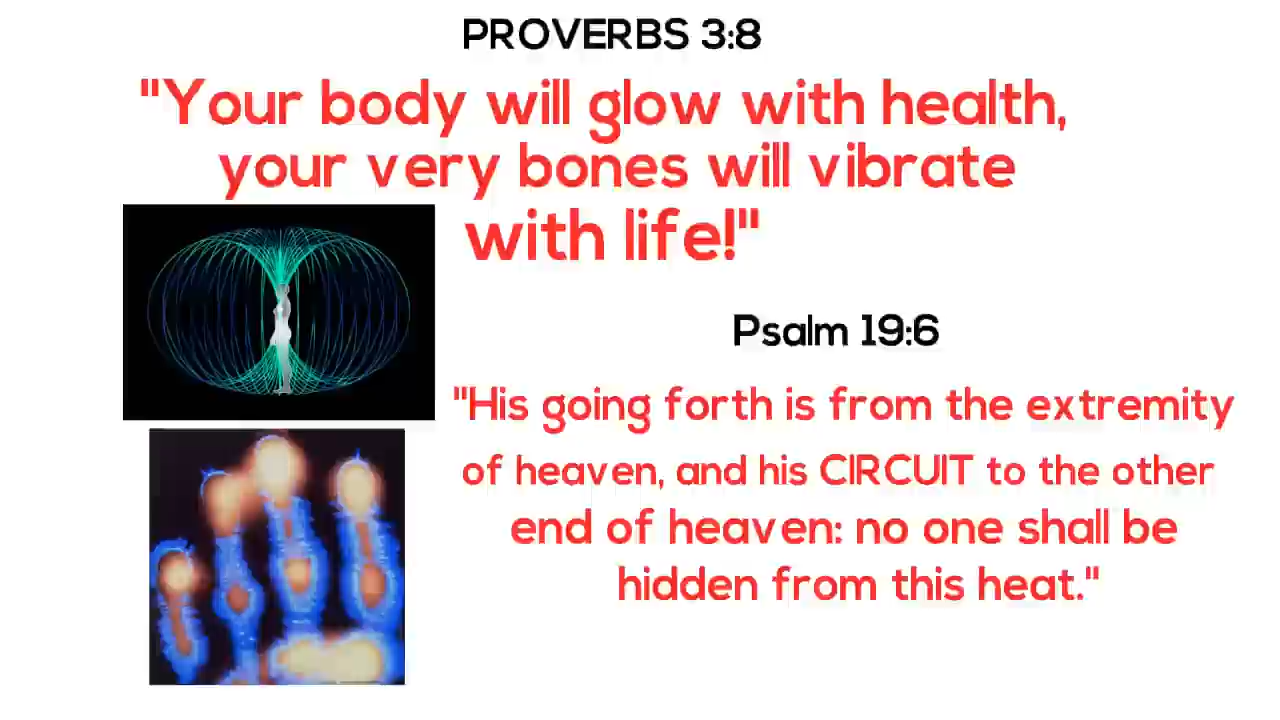 PROVERBS 3:8
"Your body will glow with health,
your very bones will vibrate
with life!"
Psalm 19:6
"His going forth is from the extremity
of heaven, and his CIRCUIT to the other
end of heaven: no one shall be
hidden from this heat."